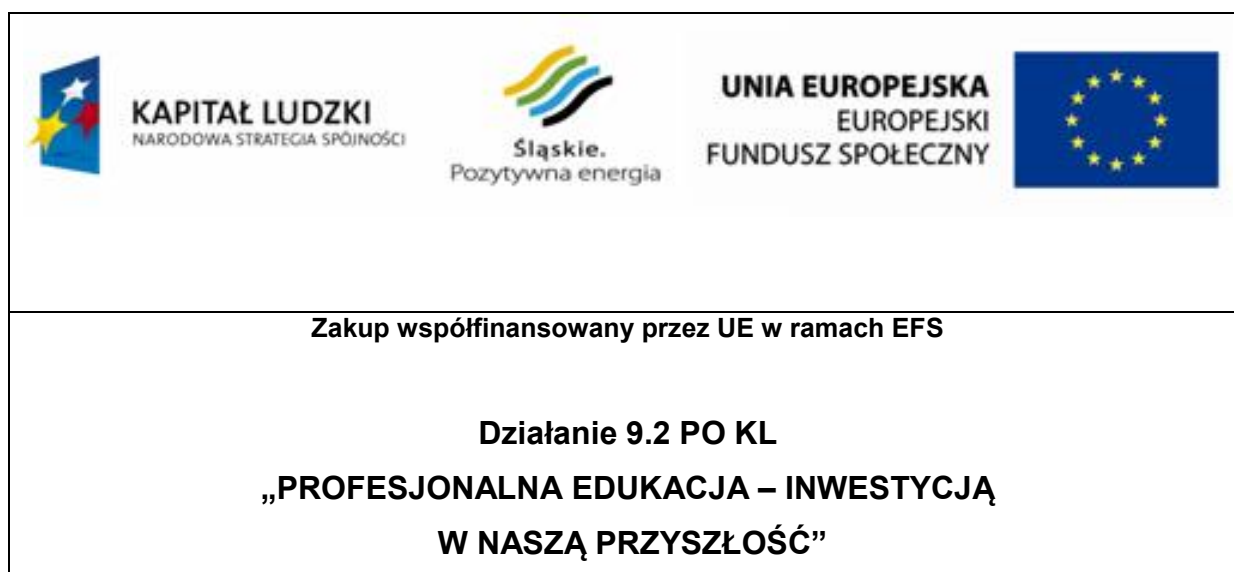 KAPITAŁ LUDZKI
NARODOWA STRATEGIA SPÓJNOŚCI
Śląskie.
Pozytywna energia
UNIA EUROPEJSKA
EUROPEJSKI
FUNDUSZ SPOŁECZNY
Zakup współfinansowany przez UE w ramach EFS
Działanie 9.2 PO KL
„PROFESJONALNA EDUKACJA – INWESTYCJĄ
W NASZĄ PRZYSZŁOŚĆ”